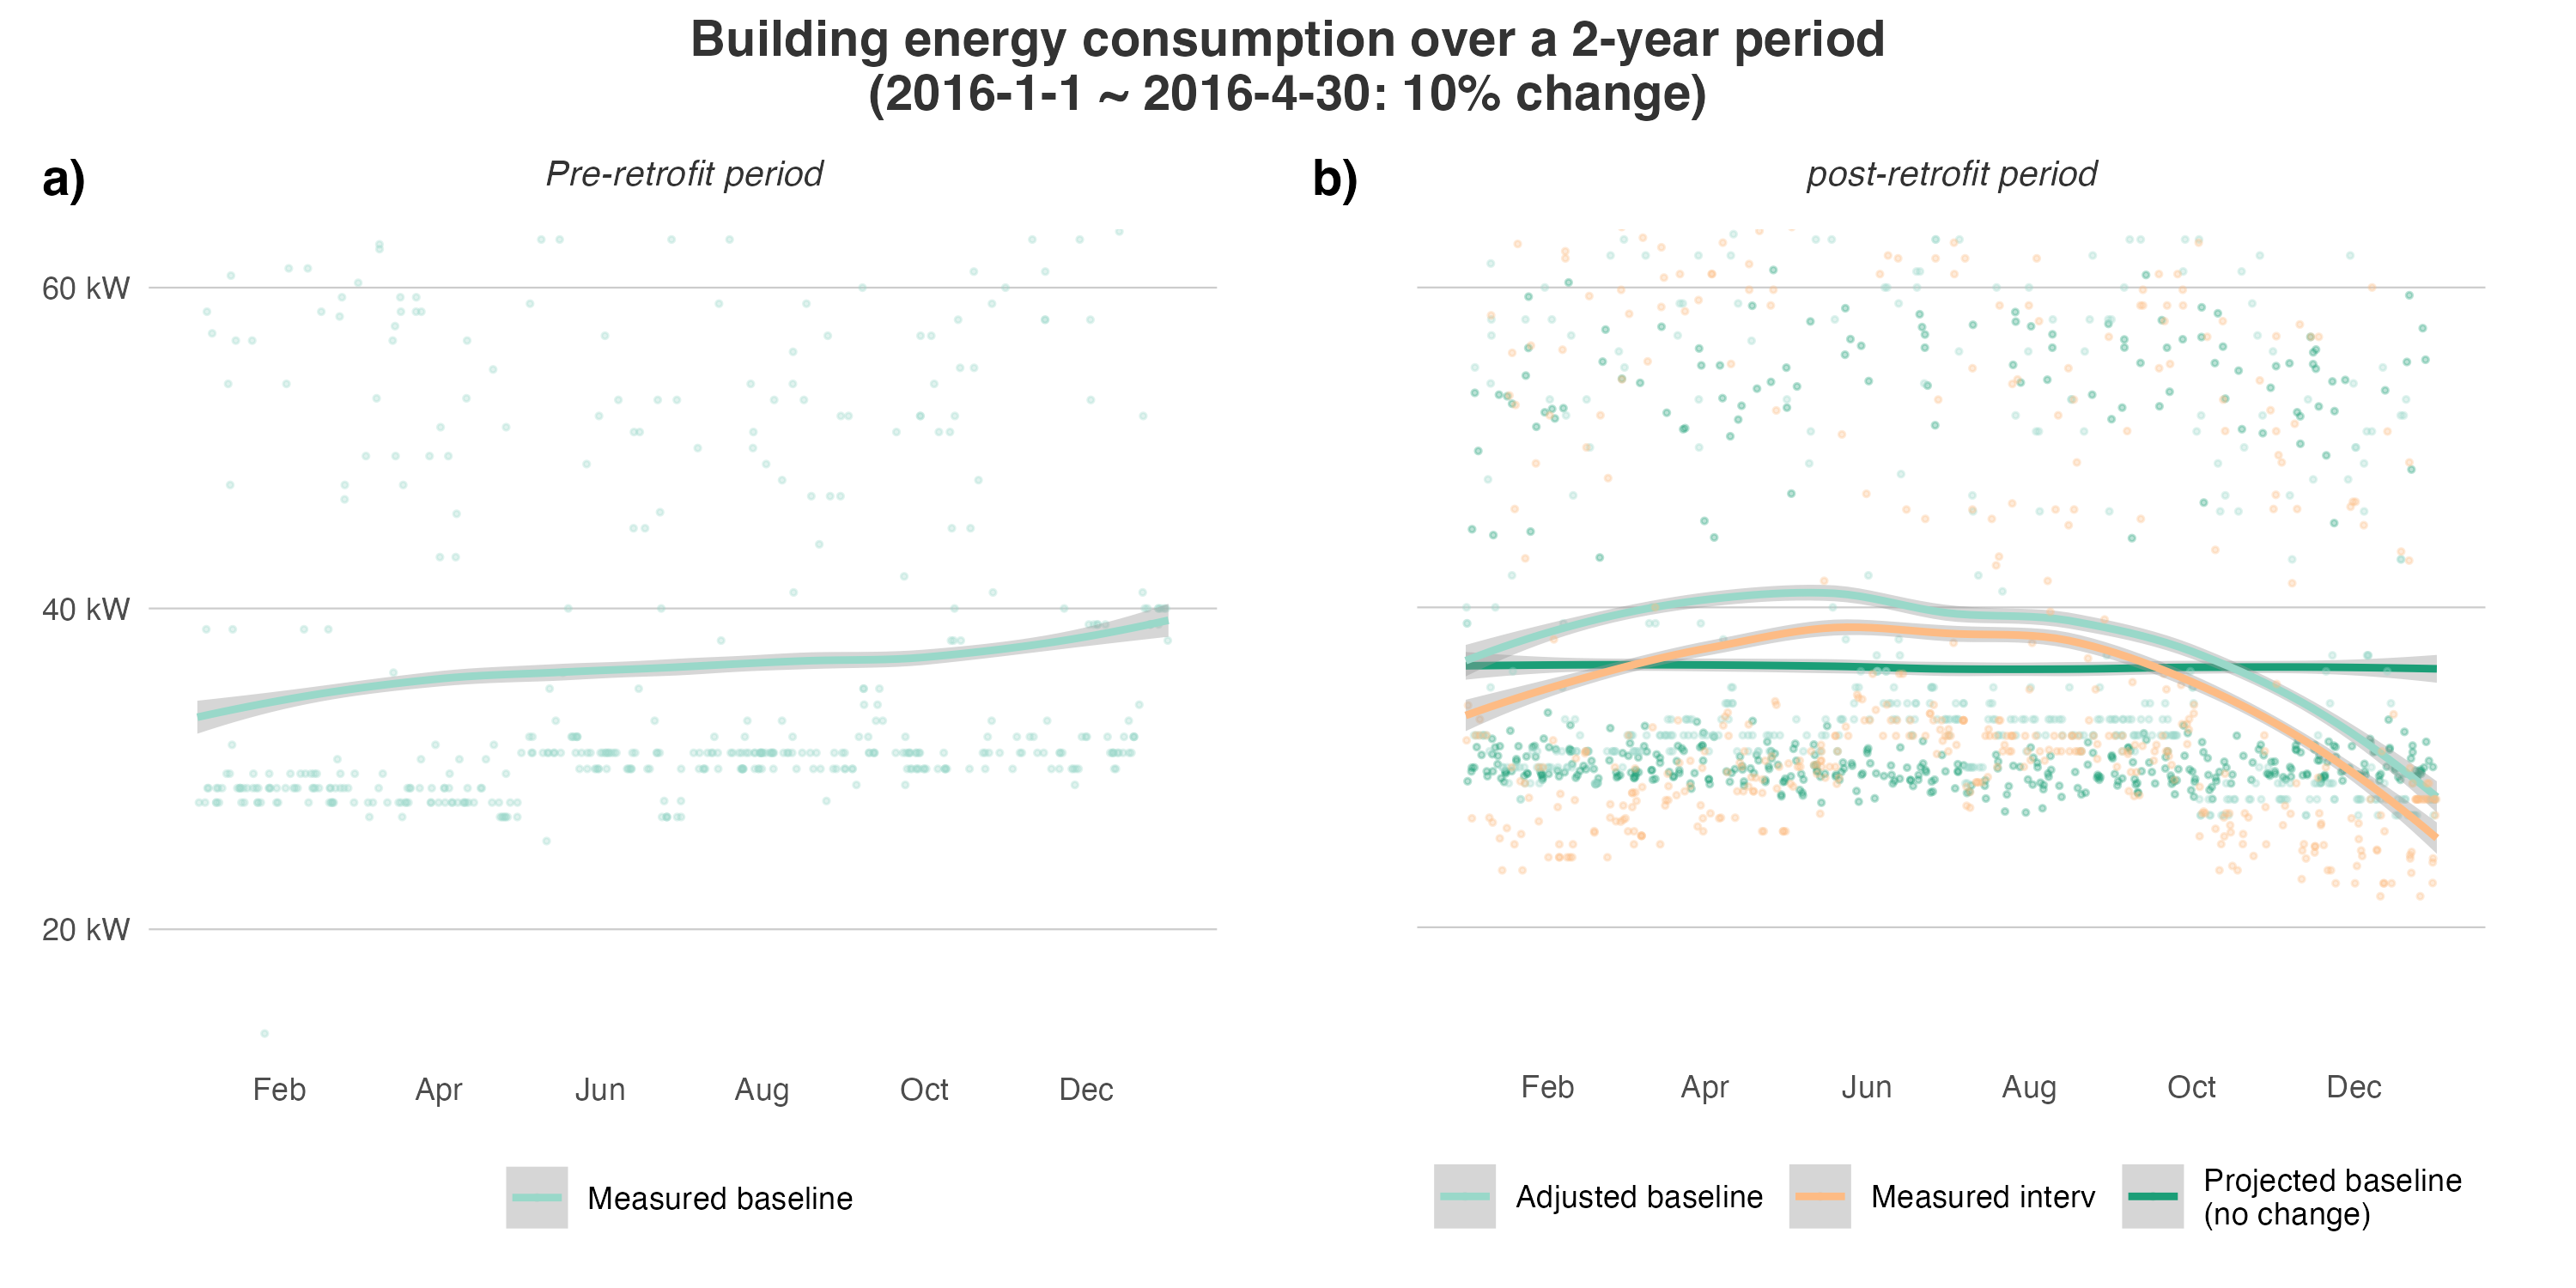 Building energy consumption over a 2-year period
(2016-1-1 ~ 2016-4-30: 10% change)
a)
Pre-retrofit period
60 kW
40 kW
20 kW
Feb Apr Jun Aug Oct Dec
Measured baseline
b)
post-retrofit period
Feb Apr Jun Aug Oct Dec
Adjusted baseline
Measured interv
Projected baseline
(no change)